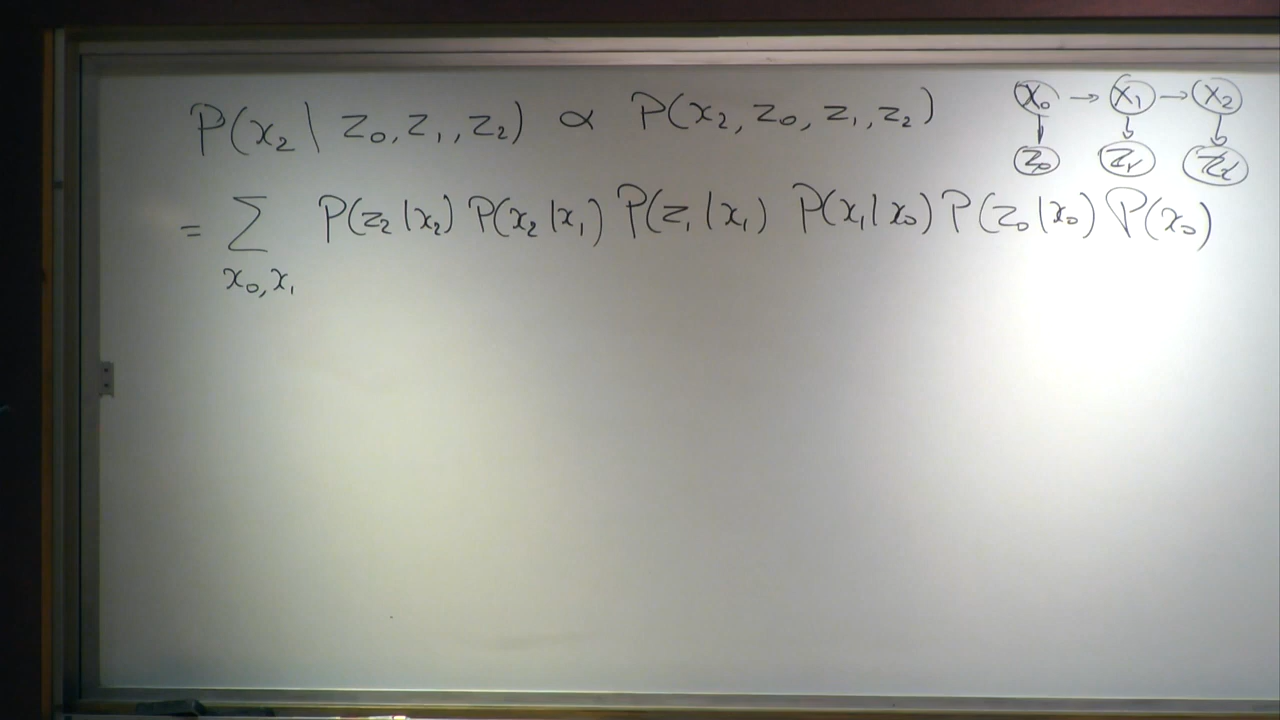 P(x₂ | z₀, z₁, z₂) ∝ P(x₂, z₀, z₁, z₂)
x₀ → x₁ → x₂
↓ ↓ ↓
z₀ z₁ z₂
= ∑ P(z₂|x₂) P(x₂|x₁) P(z₁|x₁) P(x₁|x₀) P(z₀|x₀) P(x₀)
x₀, x₁